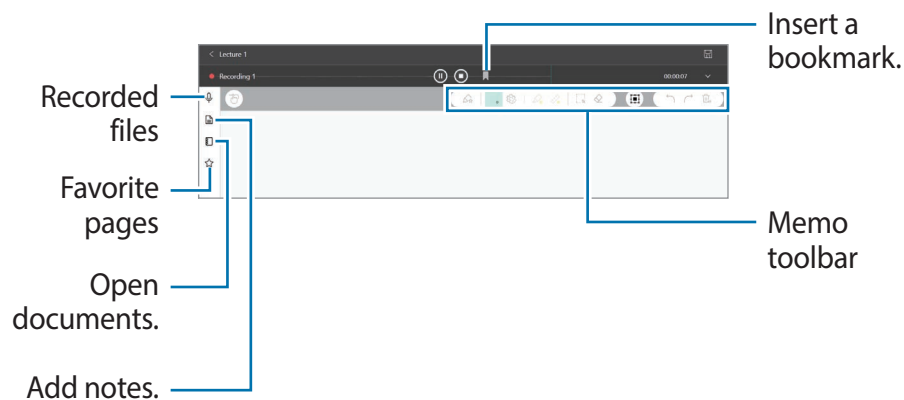 Insert a
bookmark.
Lecture 1
Recording 1
00:00:07
Recorded
files
Favorite
pages
Memo
toolbar
Open
documents.
Add notes.